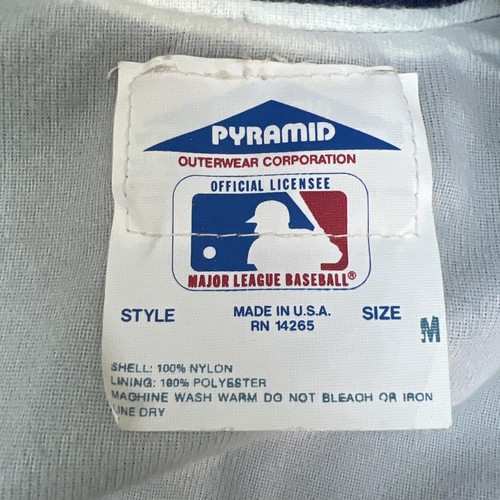 PYRAMID
OUTERWEAR CORPORATION
OFFICIAL LICENSEE
MAJOR LEAGUE BASEBALL®
STYLE MADE IN U.S.A. SIZE
RN 14265 M
SHELL: 100% NYLON
LINING: 100% POLYESTER
MACHINE WASH WARM DO NOT BLEACH OR IRON
LINE DRY